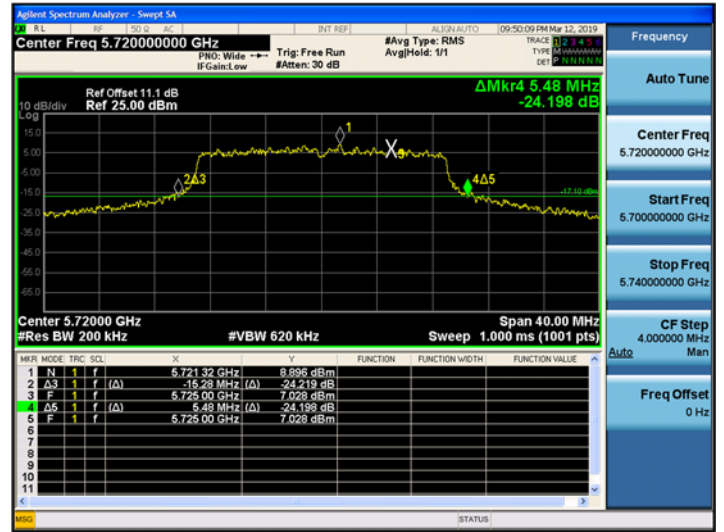 Agilent Spectrum Analyzer - Swept SA
RL RF 50 Ω AC INT REF ALIGNAUTO 09:50:09 PM Mar 12, 2019
Center Freq 5.720000000 GHz
PNO: Wide
IFGain:Low
Trig: Free Run
#Atten: 30 dB
#Avg Type: RMS
Avg|Hold: 1/1
TRACE 1 2 3 4 5 6
TYPE M
DET P N N N N N
Ref Offset 11.1 dB
Ref 25.00 dBm
ΔMkr4 5.48 MHz
-24.198 dB
10 dB/div
Log
15.0
5.00
-5.00
-15.0
-25.0
-35.0
-45.0
-55.0
-65.0
1
2Δ3
4Δ5
-17.10 dBm
Center 5.72000 GHz
#Res BW 200 kHz
#VBW 620 kHz
Span 40.00 MHz
Sweep 1.000 ms (1001 pts)
MKR MODE TRC SCL X Y FUNCTION FUNCTION WIDTH FUNCTION VALUE
1 N 1 f 5.721 32 GHz 8.896 dBm
2 Δ3 1 f (Δ) -15.28 MHz (Δ) -24.219 dB
3 F 1 f 5.725 00 GHz 7.028 dBm
4 Δ5 1 f (Δ) 5.48 MHz (Δ) -24.198 dB
5 F 1 f 5.725 00 GHz 7.028 dBm
6
7
8
9
10
11
MSG
STATUS
Frequency
Auto Tune
Center Freq
5.720000000 GHz
Start Freq
5.700000000 GHz
Stop Freq
5.740000000 GHz
CF Step
4.000000 MHz
Auto Man
Freq Offset
0 Hz